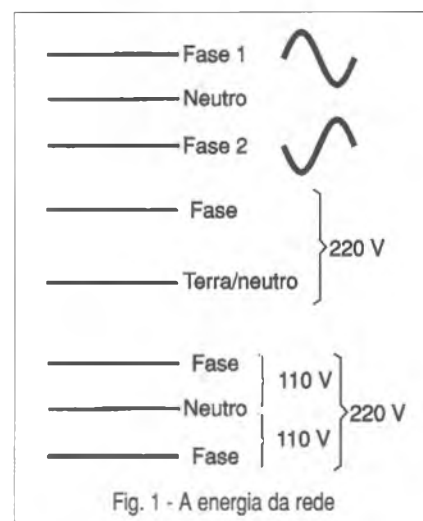 Fase 1
Neutro
Fase 2
Fase
220 V
Terra/neutro
Fase
110 V
Neutro
220 V
110 V
Fase
Fig. 1 - A energia da rede